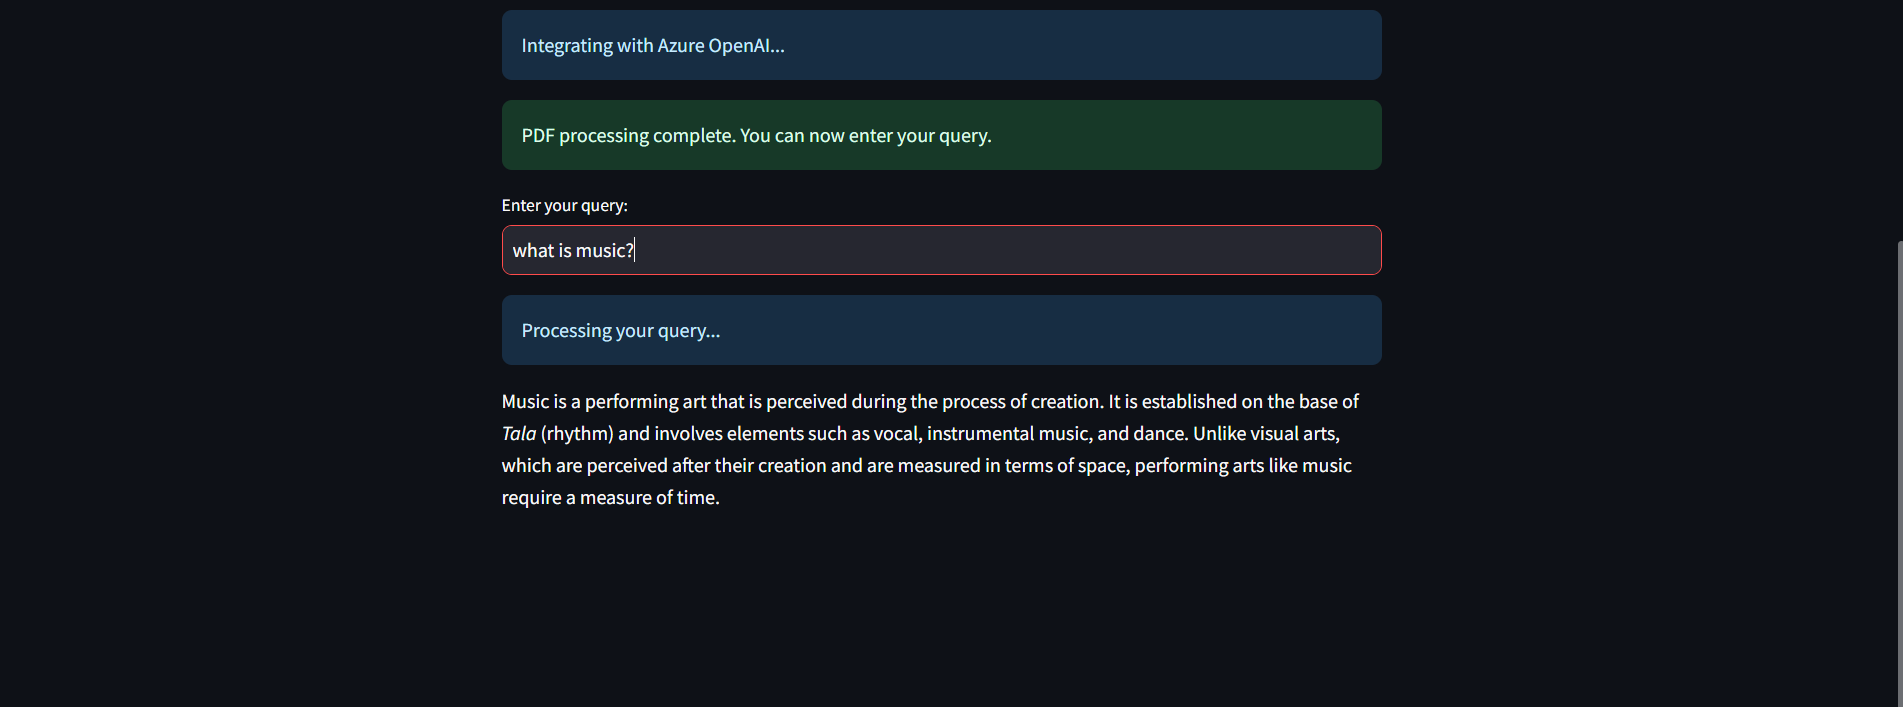 Integrating with Azure OpenAI...
PDF processing complete. You can now enter your query.
Enter your query:
what is music?
Processing your query...
Music is a performing art that is perceived during the process of creation. It is established on the base of
Tala (rhythm) and involves elements such as vocal, instrumental music, and dance. Unlike visual arts,
which are perceived after their creation and are measured in terms of space, performing arts like music
require a measure of time.